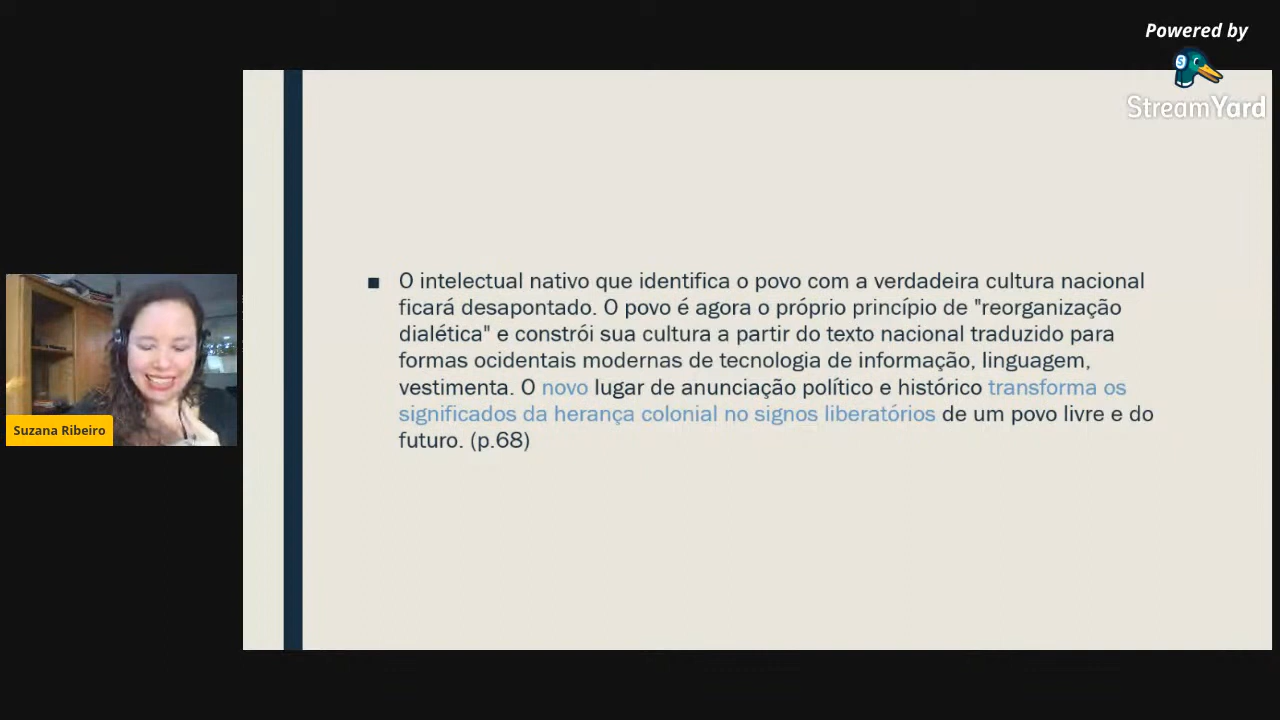 Powered by
StreamYard
O intelectual nativo que identifica o povo com a verdadeira cultura nacional
ficará desapontado. O povo é agora o próprio princípio de "reorganização
dialética" e constrói sua cultura a partir do texto nacional traduzido para
formas ocidentais modernas de tecnologia de informação, linguagem,
vestimenta. O novo lugar de anunciação político e histórico transforma os
significados da herança colonial no signos liberatórios de um povo livre e do
futuro. (p.68)
Suzana Ribeiro